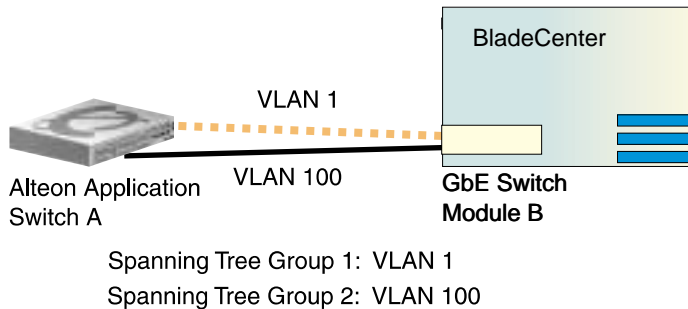 BladeCenter
VLAN 1
VLAN 100
Alteon Application
Switch A
GbE Switch
Module B
Spanning Tree Group 1: VLAN 1
Spanning Tree Group 2: VLAN 100